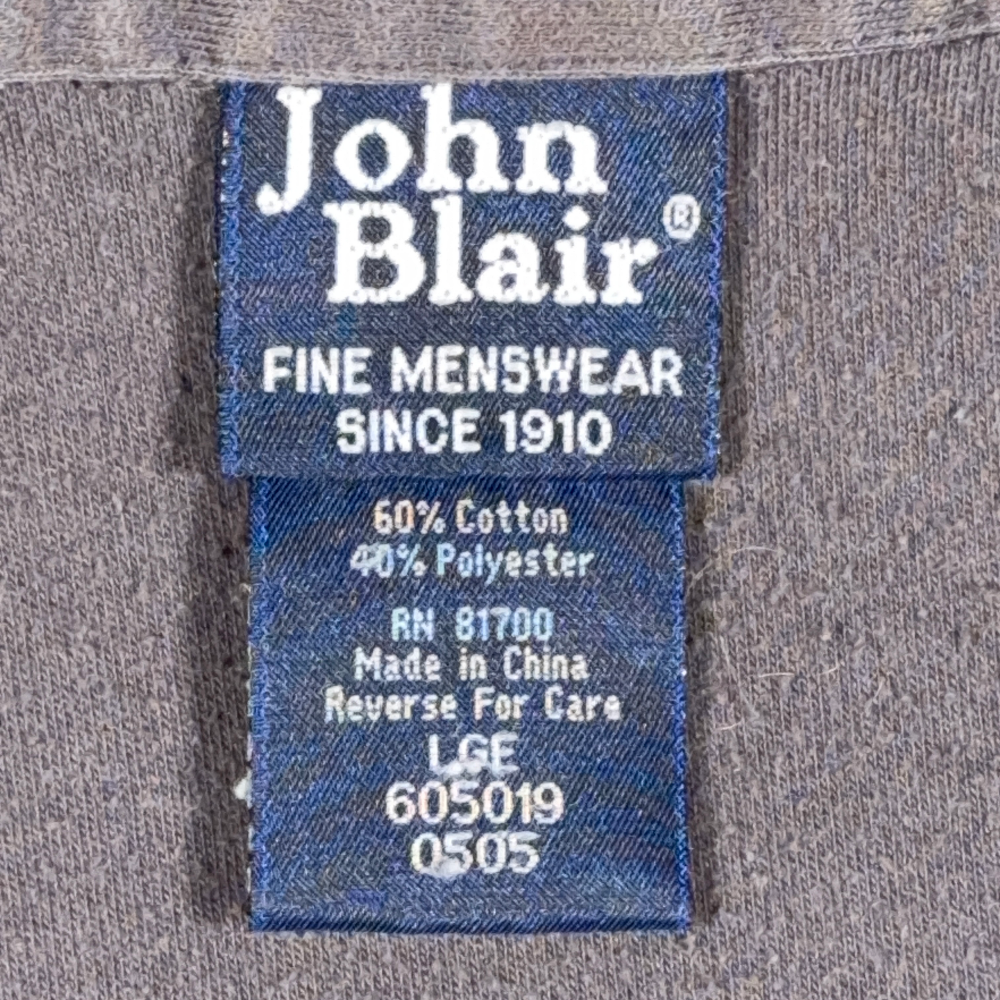 John
Blair®
FINE MENSWEAR
SINCE 1910
60% Cotton
40% Polyester
RN 81700
Made in China
Reverse For Care
LGE
605019
0505